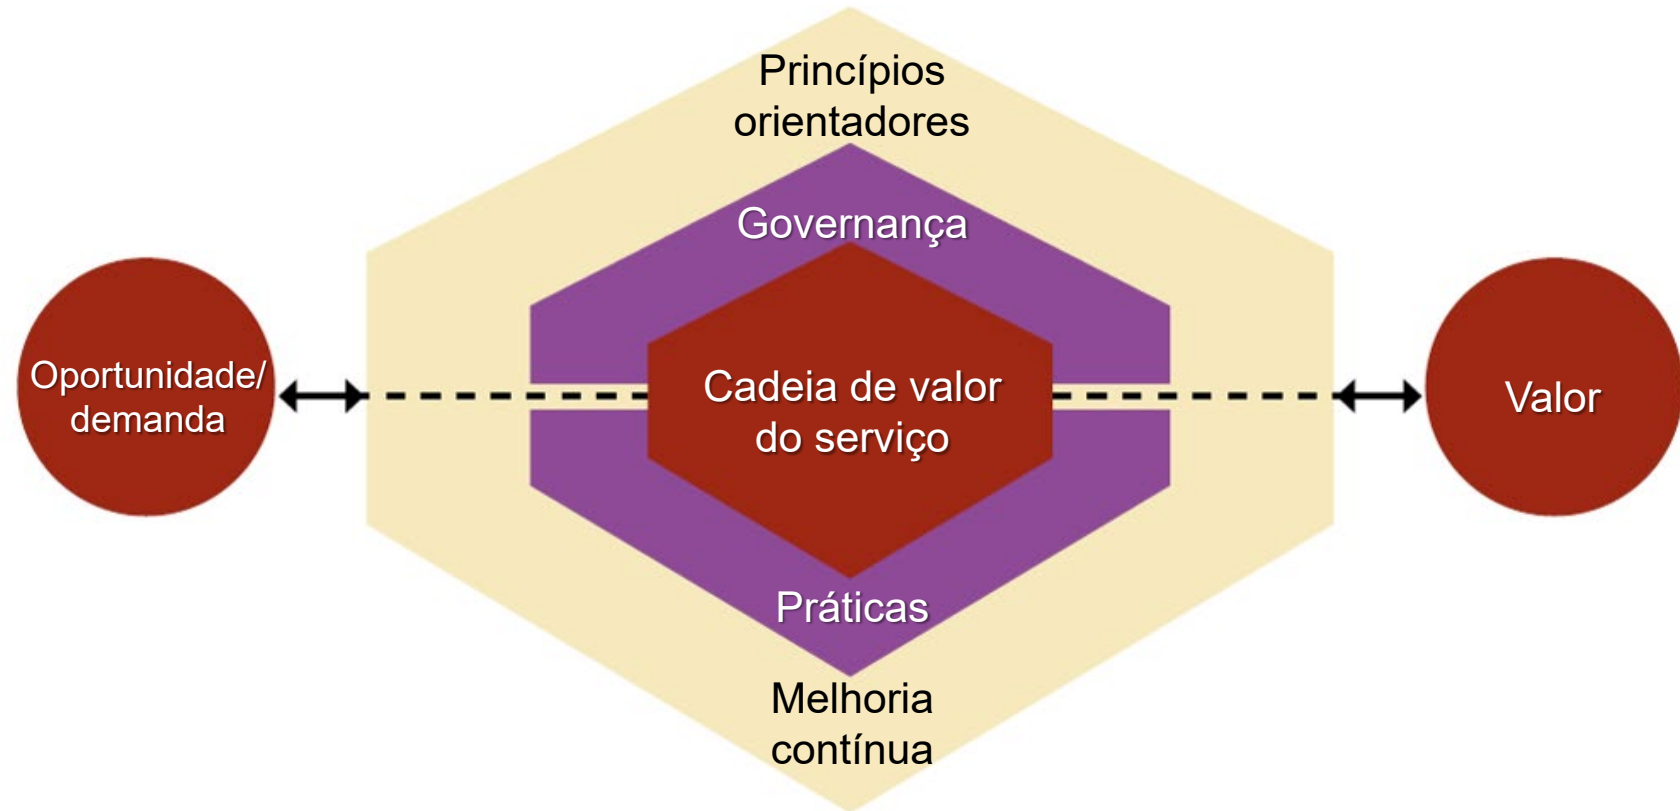 Princípios
orientadores
Governança
Oportunidade/
demanda
Cadeia de valor
do serviço
Valor
Práticas
Melhoria
contínua